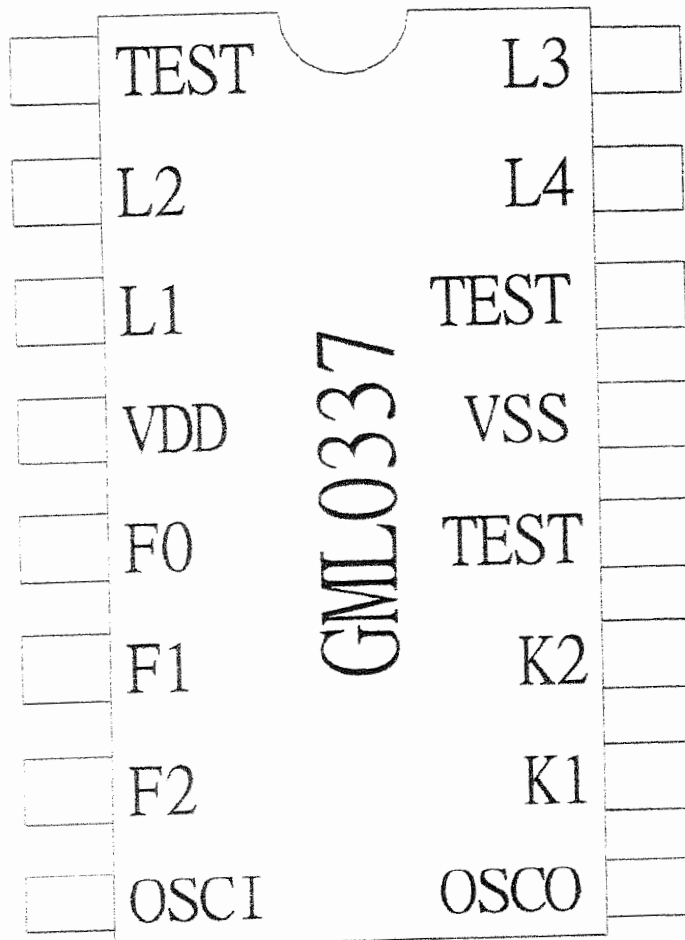 TEST L3
L2 L4
L1 TEST
VDD VSS
F0 TEST
F1 K2
F2 K1
OSCI OSCO
GML0337